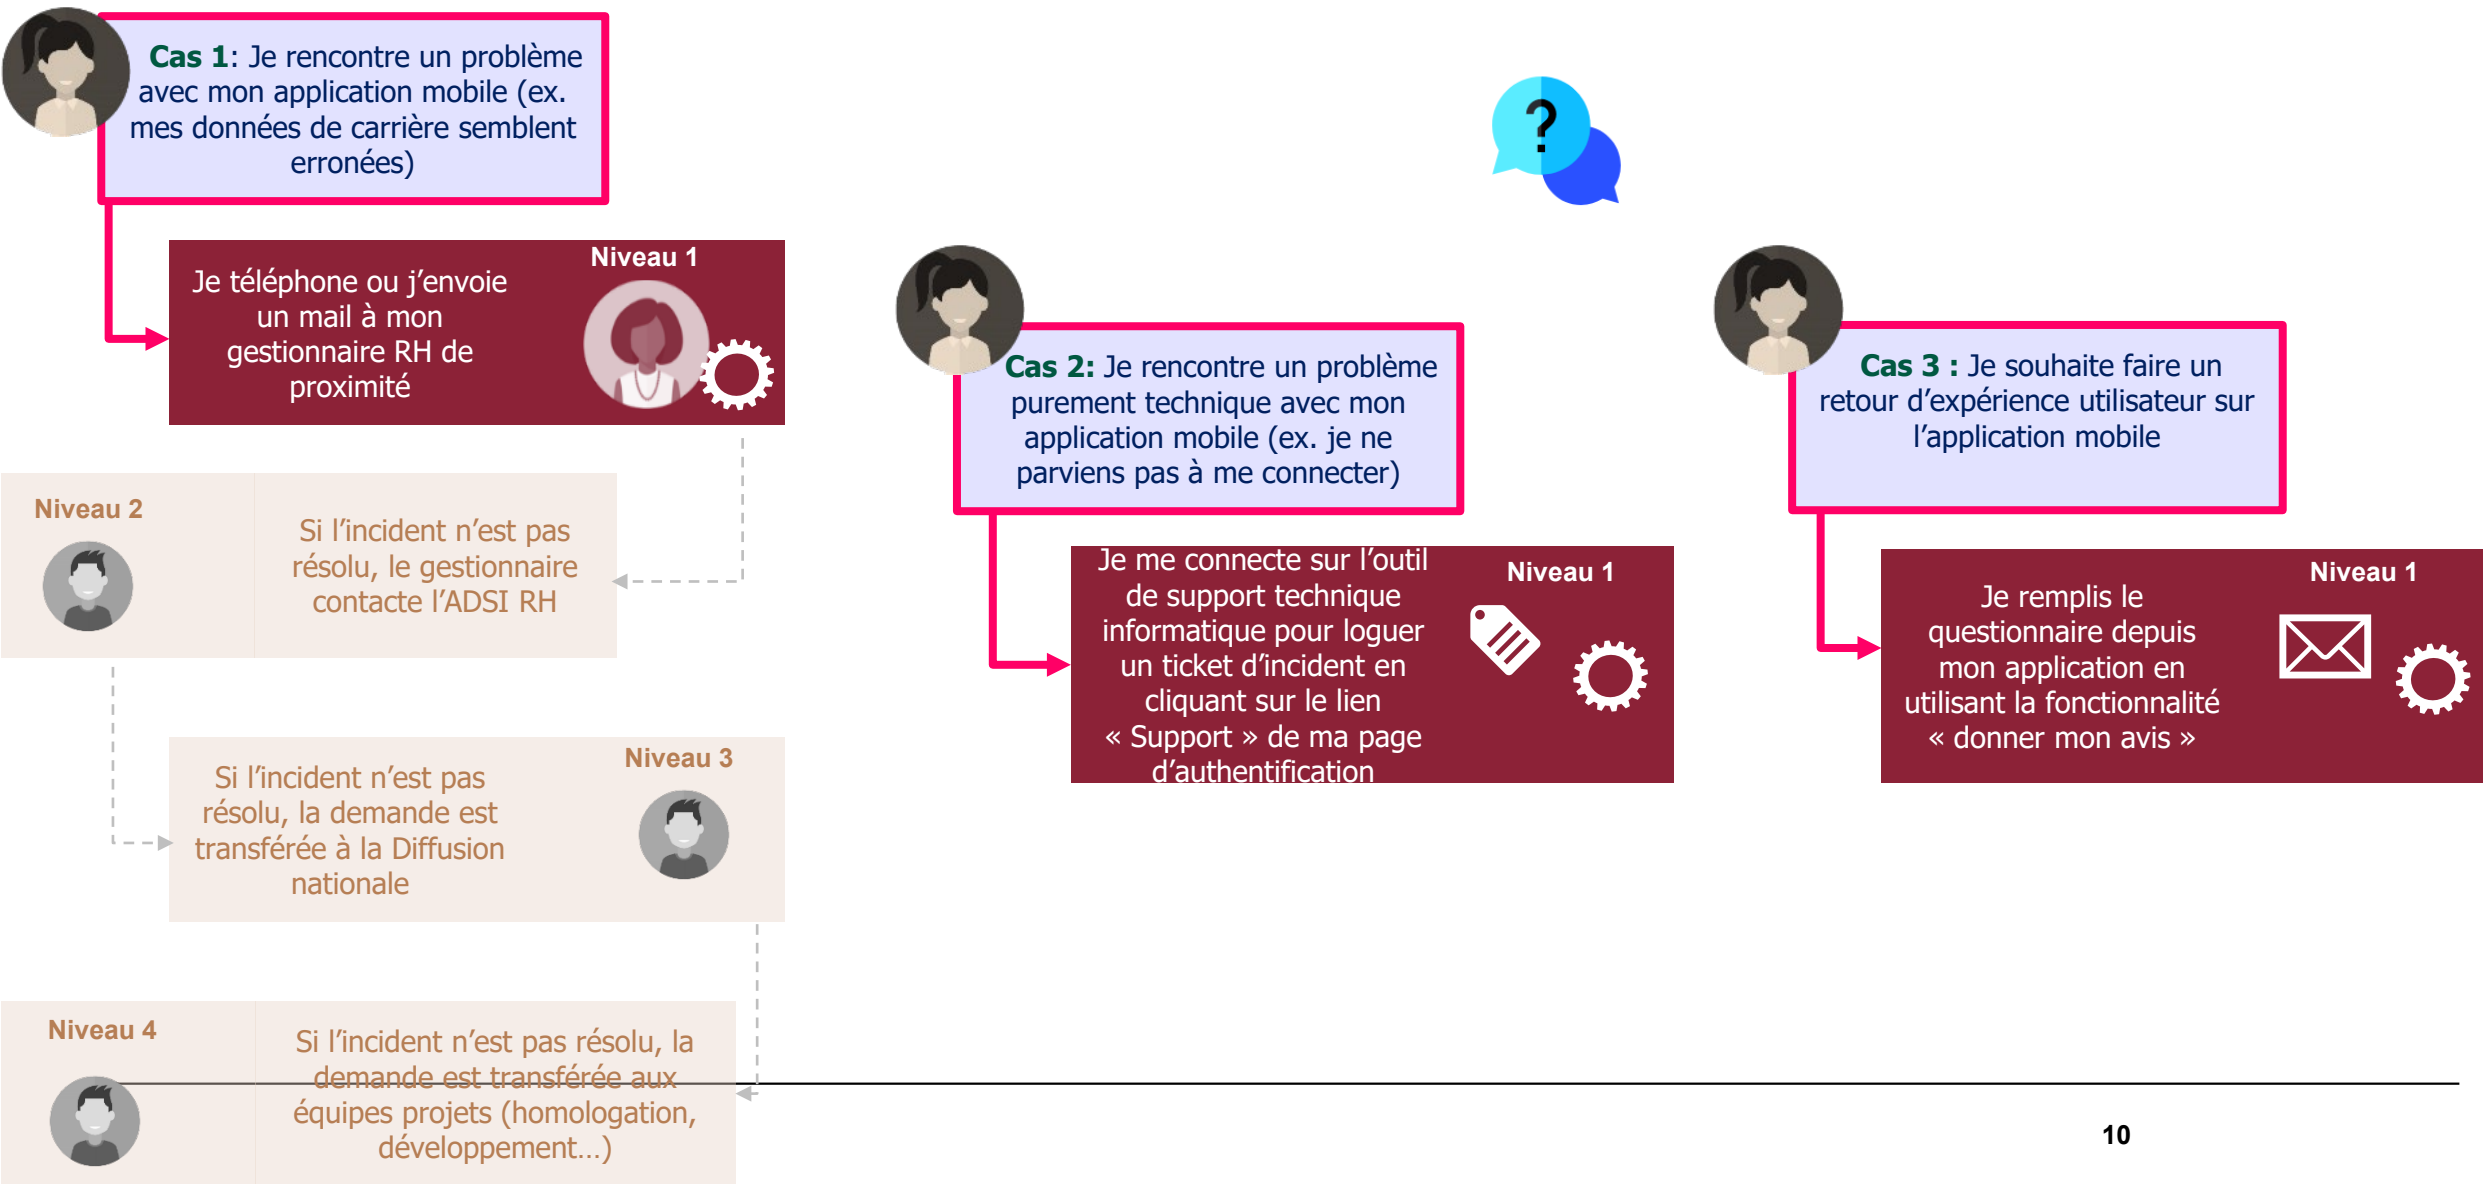 Cas 1: Je rencontre un problème
avec mon application mobile (ex.
mes données de carrière semblent
erronées)
Niveau 1
Je téléphone ou j’envoie
un mail à mon
gestionnaire RH de
proximité
Niveau 2
Si l’incident n’est pas
résolu, le gestionnaire
contacte l’ADSI RH
Niveau 3
Si l’incident n’est pas
résolu, la demande est
transférée à la Diffusion
nationale
Niveau 4
Si l’incident n’est pas résolu, la
demande est transférée aux
équipes projets (homologation,
développement…)
?
Cas 2: Je rencontre un problème
purement technique avec mon
application mobile (ex. je ne
parviens pas à me connecter)
Niveau 1
Je me connecte sur l’outil
de support technique
informatique pour loguer
un ticket d’incident en
cliquant sur le lien
« Support » de ma page
d’authentification
Cas 3 : Je souhaite faire un
retour d’expérience utilisateur sur
l’application mobile
Niveau 1
Je remplis le
questionnaire depuis
mon application en
utilisant la fonctionnalité
« donner mon avis »
10